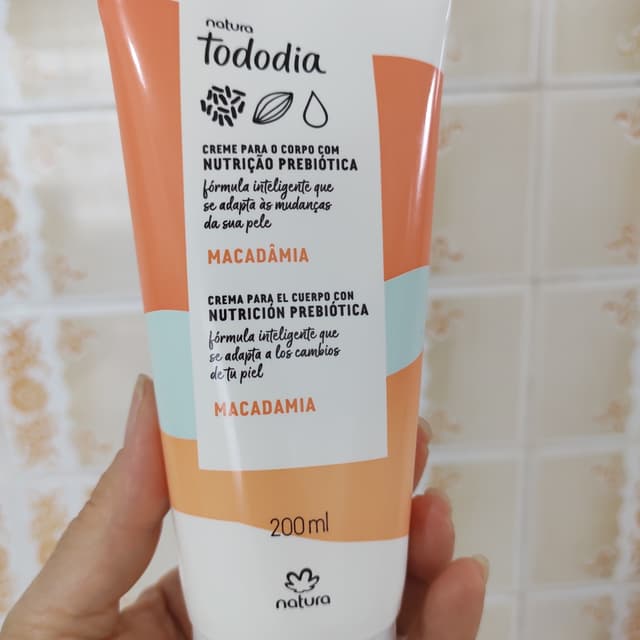 natura
tododia
CREME PARA O CORPO COM
NUTRIÇÃO PREBIÓTICA
fórmula inteligente que
se adapta às mudanças
da sua pele
MACADÂMIA
CREMA PARA EL CUERPO CON
NUTRICIÓN PREBIÓTICA
fórmula inteligente que
se adapta a los cambios
de tu piel
MACADAMIA
200 ml
natura